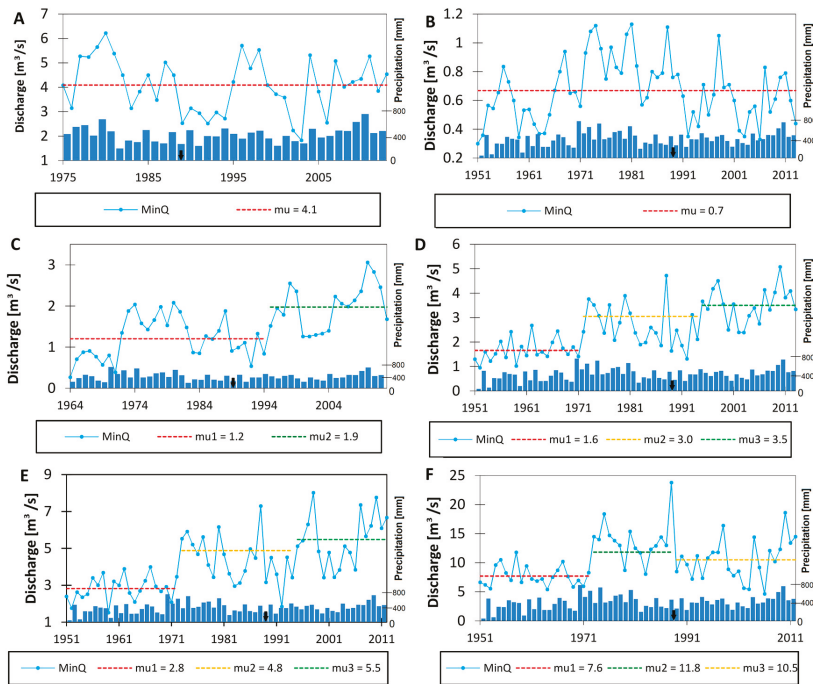 A
Discharge [m³ /s]
7
6
5
4
3
2
1
Precipitation [mm]
800
400
0
1975 1985 1995 2005
MinQ mu = 4.1
B
Discharge [m³ /s]
1.2
1.0
0.8
0.6
0.4
0.2
Precipitation [mm]
800
400
0
1951 1961 1971 1981 1991 2001 2011
MinQ mu = 0.7
C
Discharge [m³ /s]
3
2
1
0
Precipitation [mm]
800
400
0
1964 1974 1984 1994 2004
MinQ mu1 = 1.2 mu2 = 1.9
D
Discharge [m³ /s]
6
5
4
3
2
1
0
Precipitation [mm]
800
400
0
1951 1961 1971 1981 1991 2001 2011
MinQ mu1 = 1.6 mu2 = 3.0 mu3 = 3.5
E
Discharge [m³ /s]
9
7
5
3
1
Precipitation [mm]
800
400
0
1951 1961 1971 1981 1991 2001 2011
MinQ mu1 = 2.8 mu2 = 4.8 mu3 = 5.5
F
Discharge [m³ /s]
25
20
15
10
5
0
Precipitation [mm]
800
400
0
1951 1971 1991 2011
MinQ mu1 = 7.6 mu2 = 11.8 mu3 = 10.5